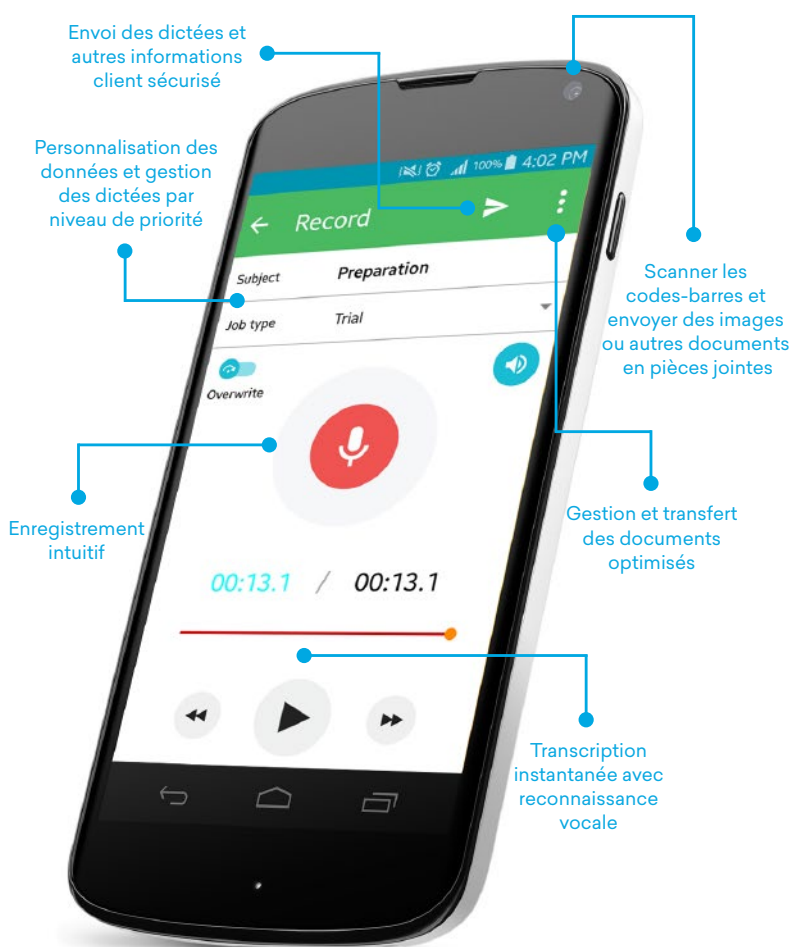 Envoi des dictées et
autres informations
client sécurisé
Personnalisation des
données et gestion
des dictées par
niveau de priorité
100% 4:02 PM
Record
Subject Preparation
Job type Trial
Overwrite
Scanner les
codes-barres et
envoyer des images
ou autres documents
en pièces jointes
Enregistrement
intuitif
Gestion et transfert
des documents
optimisés
00:13.1 / 00:13.1
Transcription
instantanée avec
reconnaissance
vocale